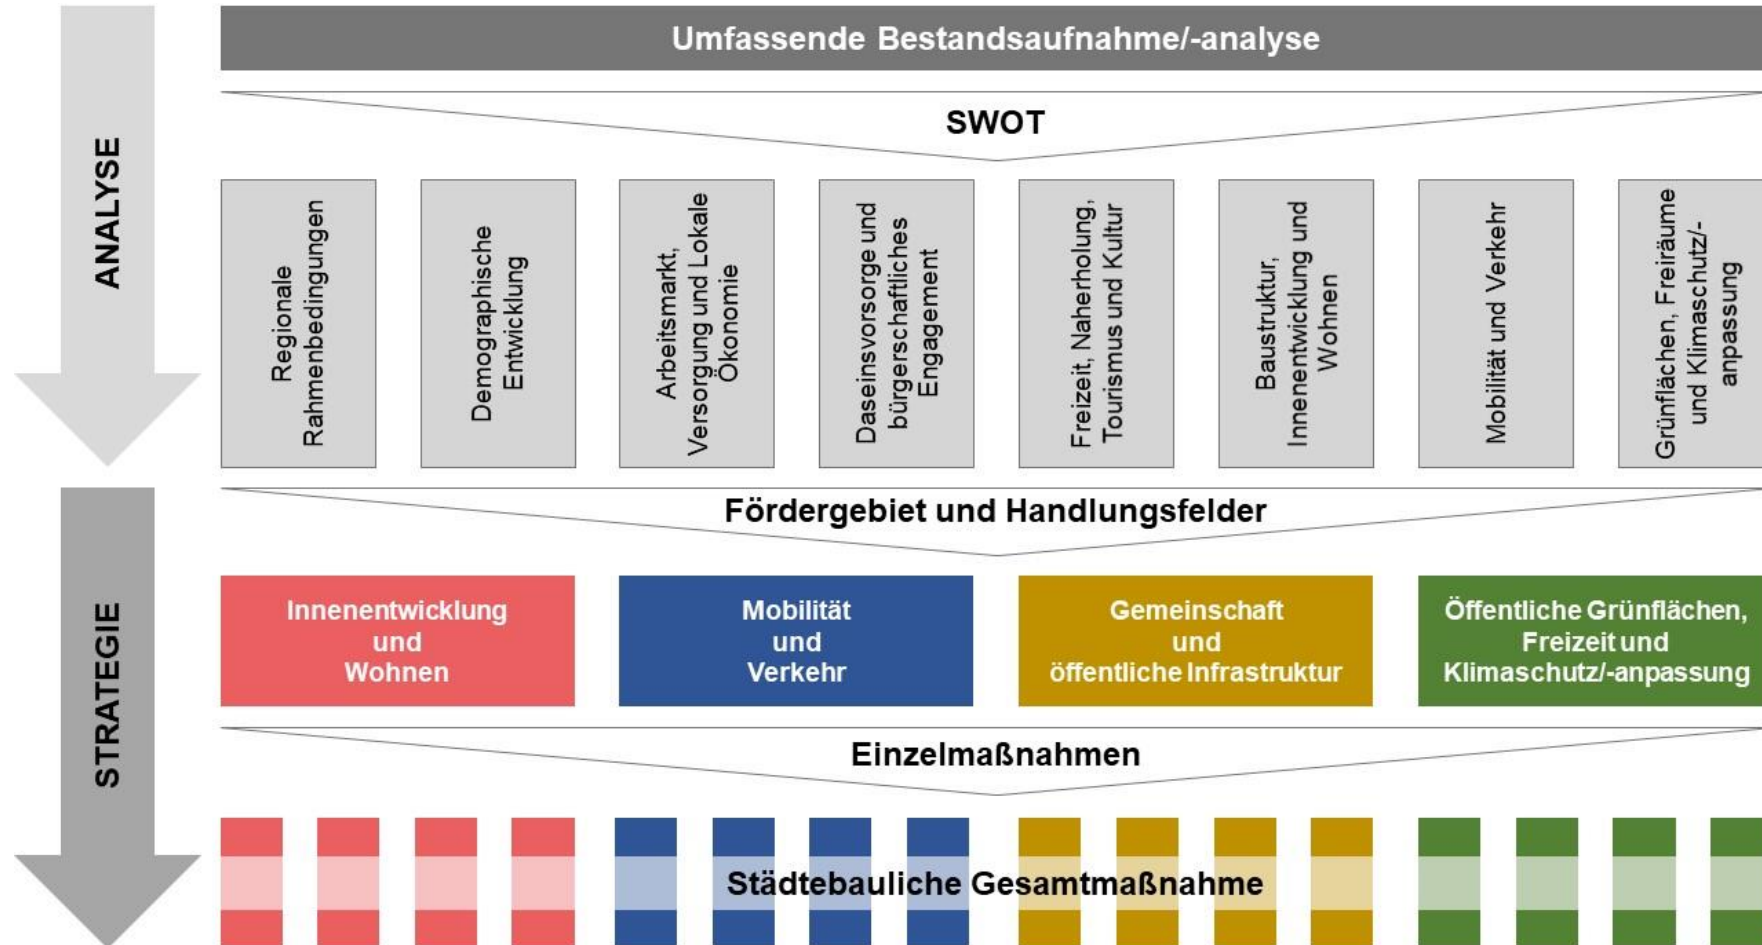 Umfassende Bestandsaufnahme/-analyse
SWOT
ANALYSE
Regionale
Rahmenbedingungen
Demographische
Entwicklung
Arbeitsmarkt,
Versorgung und Lokale
Ökonomie
Daseinsvorsorge und
bürgerschaftliches
Engagement
Freizeit, Naherholung,
Tourismus und Kultur
Baustruktur,
Innenentwicklung und
Wohnen
Mobilität und Verkehr
Grünflächen, Freiräume
und Klimaschutz/-
anpassung
Fördergebiet und Handlungsfelder
STRATEGIE
Innenentwicklung
und
Wohnen
Mobilität
und
Verkehr
Gemeinschaft
und
öffentliche Infrastruktur
Öffentliche Grünflächen,
Freizeit und
Klimaschutz/-anpassung
Einzelmaßnahmen
Städtebauliche Gesamtmaßnahme